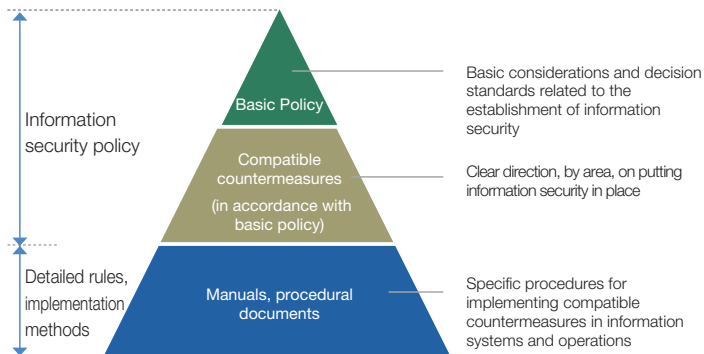 Information
security policy
Detailed rules,
implementation
methods
Basic Policy
Compatible
countermeasures
(in accordance with
basic policy)
Manuals, procedural
documents
Basic considerations and decision
standards related to the
establishment of information
security
Clear direction, by area, on putting
information security in place
Specific procedures for
implementing compatible
countermeasures in information
systems and operations